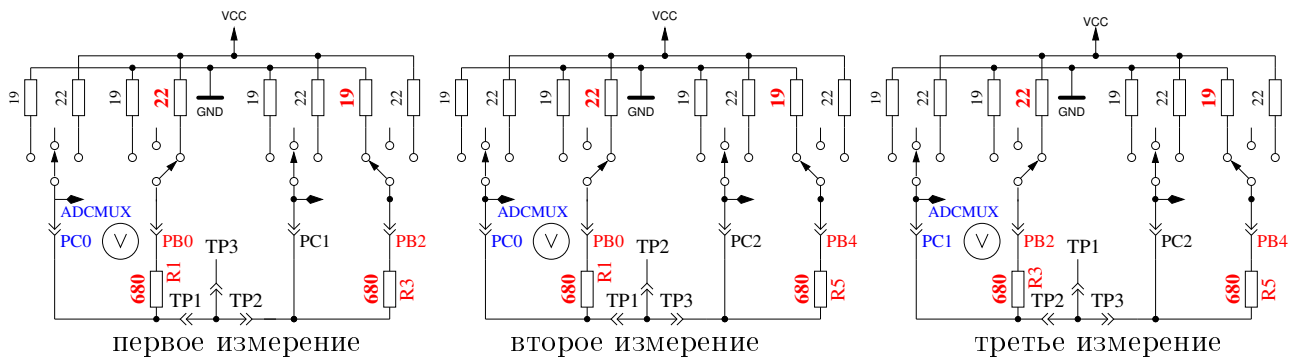 VCC VCC VCC
19 22 19 22 19 22 19 22 19 22 19 22 19 22 19 22 19 22 19 22 19 22 19 22
GND GND GND
ADCMUX ADCMUX ADCMUX
PC0 V PB0 PC1 PB2 PC0 V PB0 PC2 PB4 PC1 V PB2 PC2 PB4
TP3 TP2 TP1
680 R1 680 R3 680 R1 680 R5 680 R3 680 R5
TP1 TP2 TP1 TP3 TP2 TP3
первое измерение второе измерение третье измерение